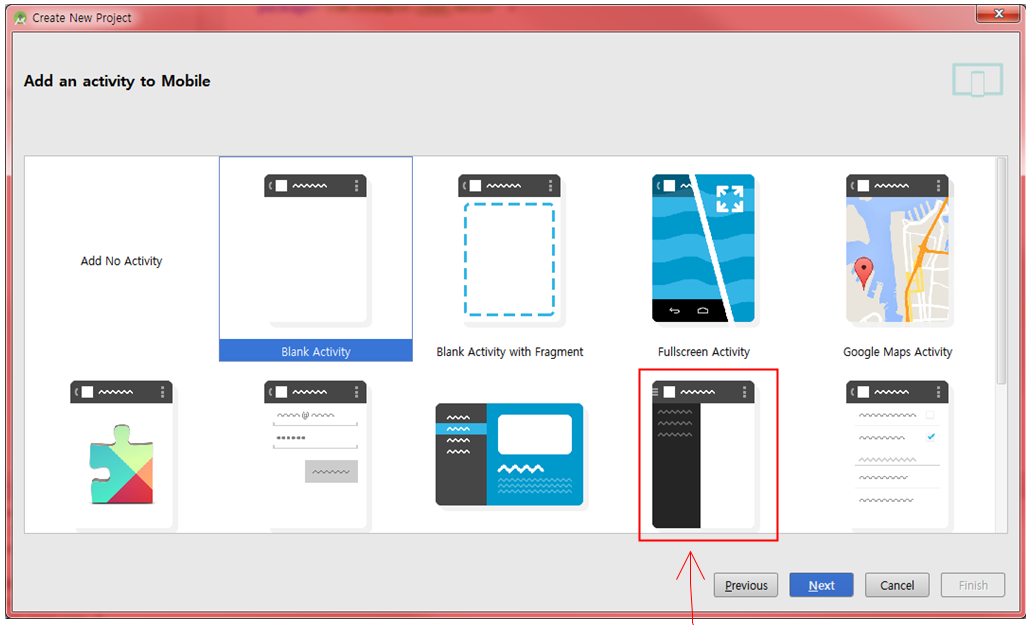 Create New Project
Add an activity to Mobile
Add No Activity
Blank Activity
Blank Activity with Fragment
Fullscreen Activity
Google Maps Activity
@
Previous
Next
Cancel
Finish